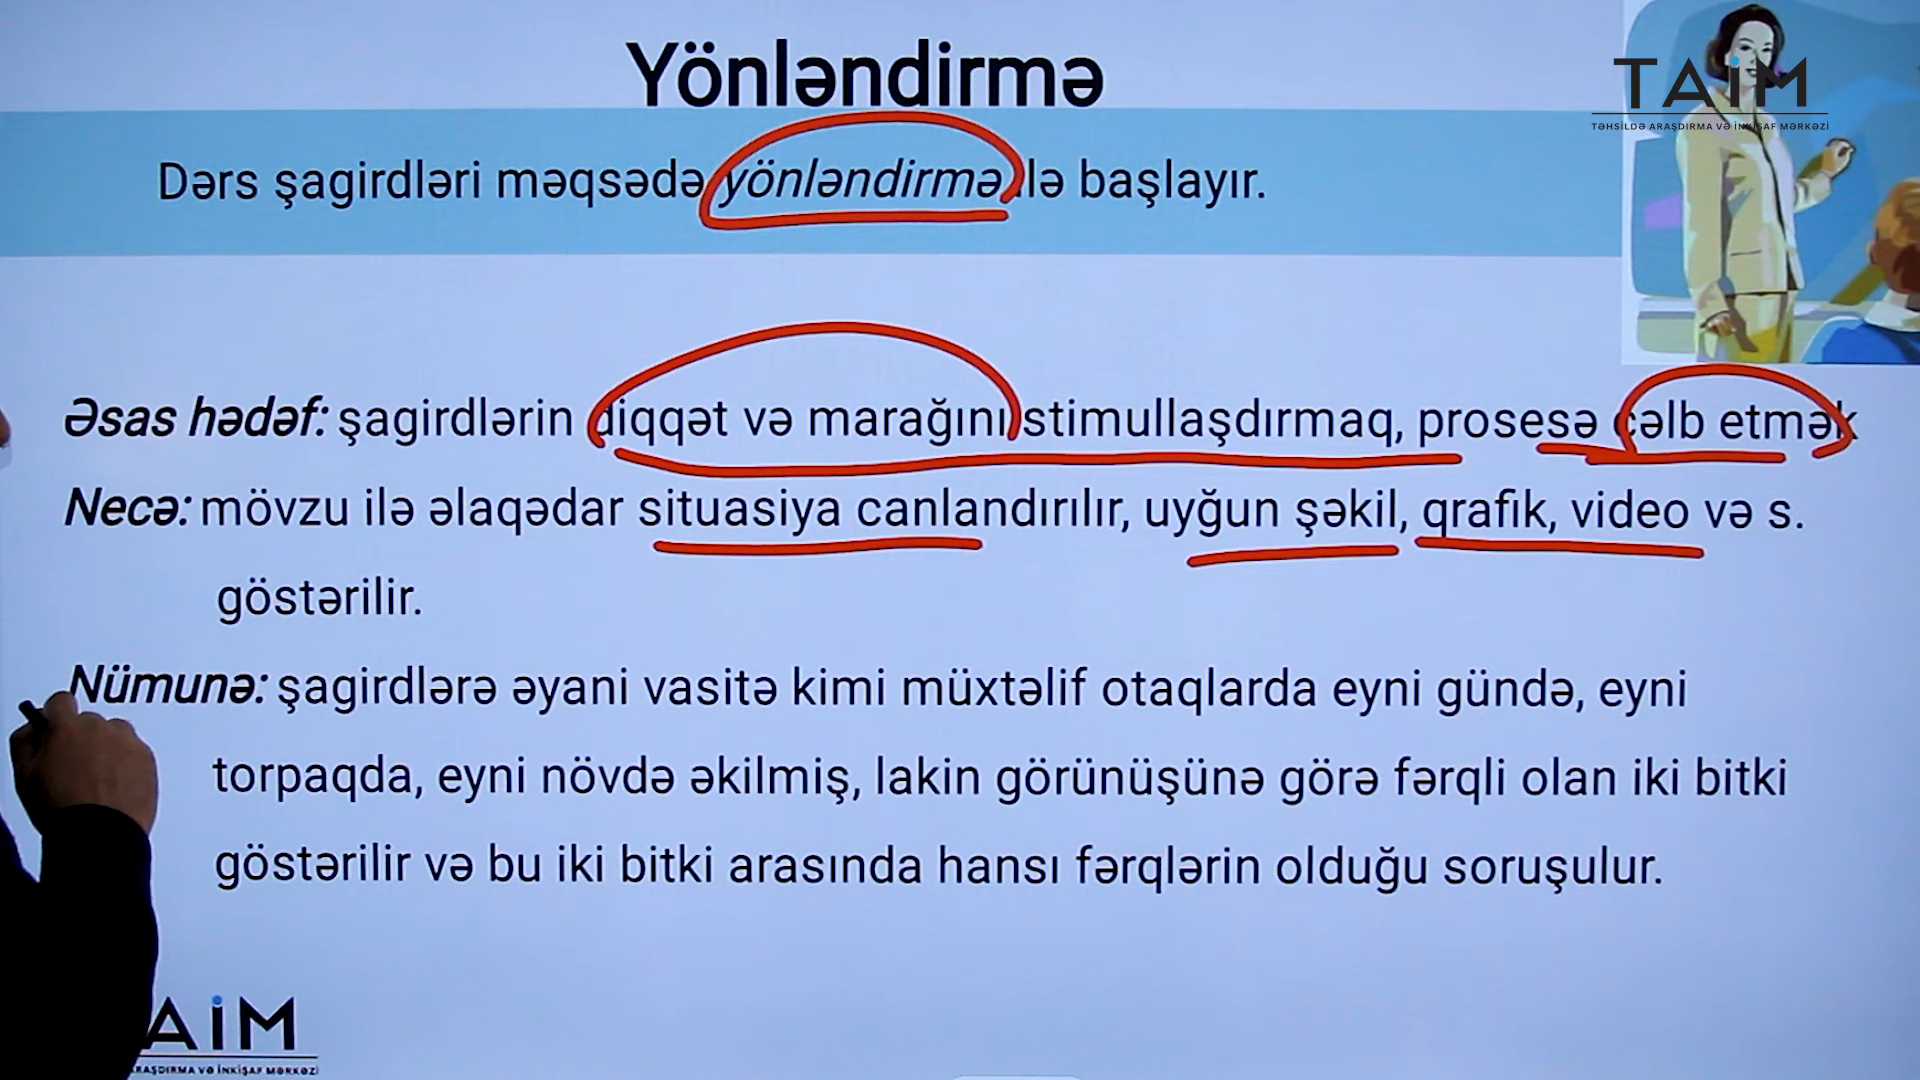 Yönləndirmə
TAİM
TƏHSİLDƏ ARAŞDIRMA VƏ İNKİŞAF MƏRKƏZİ
Dərs şagirdləri məqsədə yönləndirmə ilə başlayır.
Əsas hədəf: şagirdlərin diqqət və marağını stimullaşdırmaq, prosesə cəlb etmək
Necə: mövzu ilə əlaqədar situasiya canlandırılır, uyğun şəkil, qrafik, video və s.
göstərilir.
Nümunə: şagirdlərə əyani vasitə kimi müxtəlif otaqlarda eyni gündə, eyni
torpaqda, eyni növdə əkilmiş, lakin görünüşünə görə fərqli olan iki bitki
göstərilir və bu iki bitki arasında hansı fərqlərin olduğu soruşulur.
AİM
ARAŞDIRMA VƏ İNKİŞAF MƏRKƏZİ